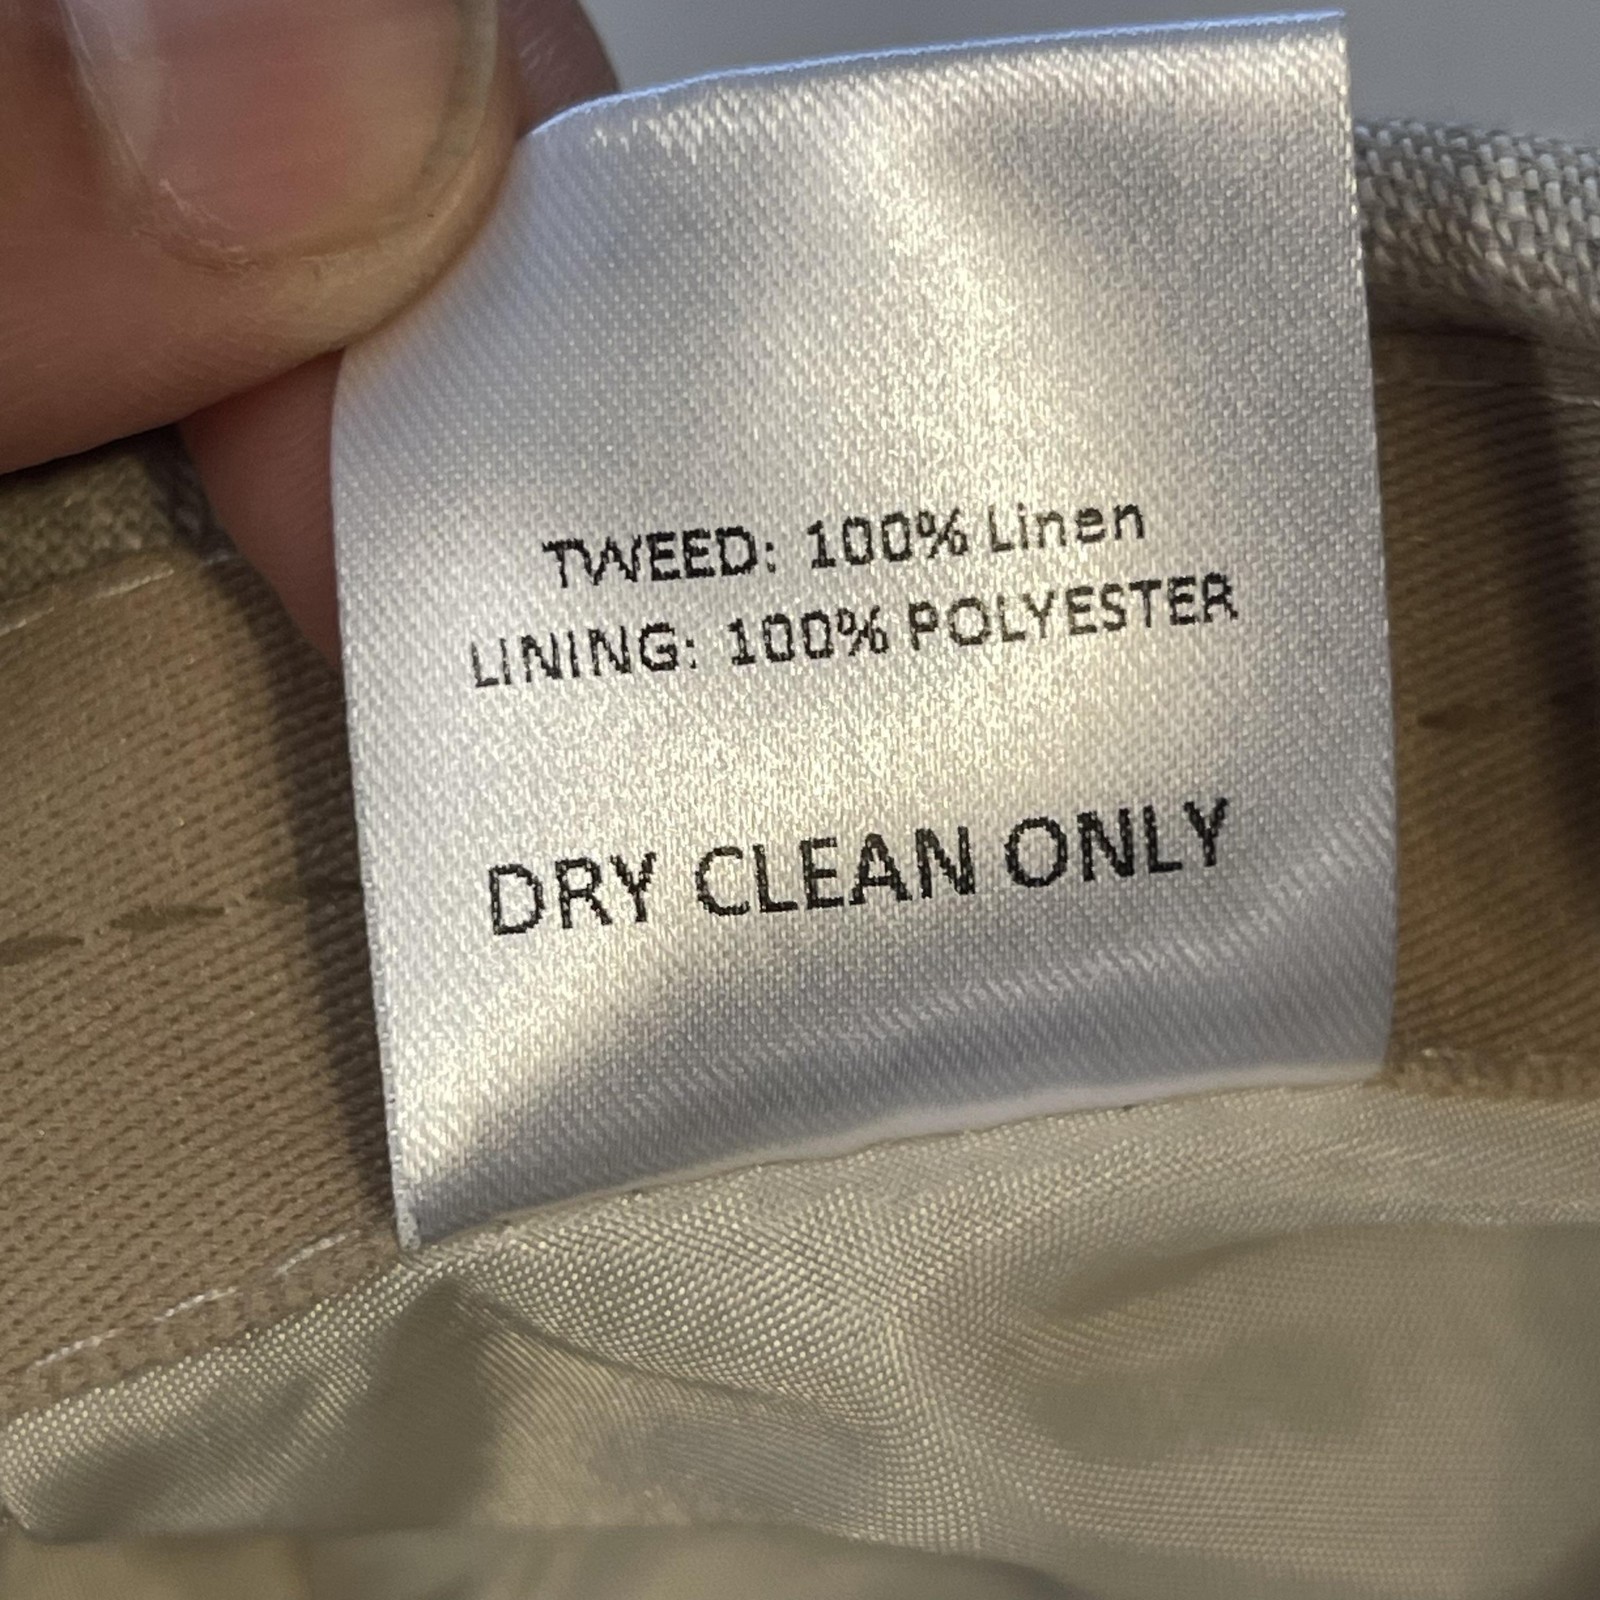 TWEED: 100% Linen
LINING: 100% POLYESTER
DRY CLEAN ONLY